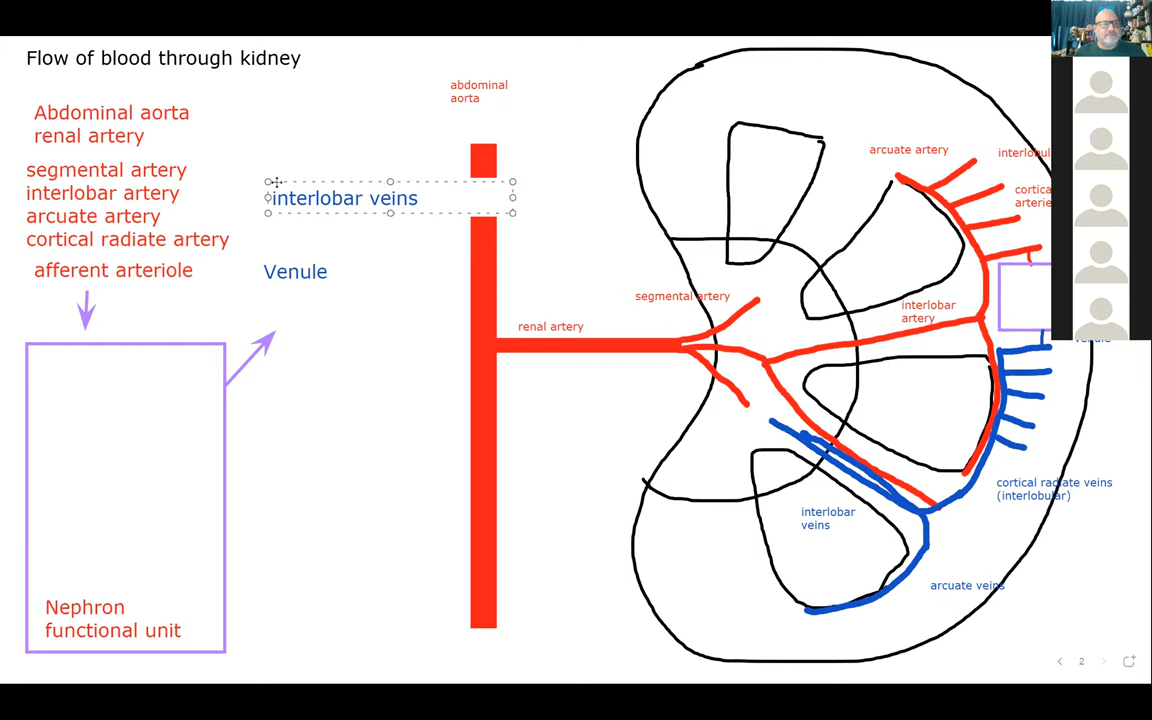 Flow of blood through kidney
Abdominal aorta
renal artery
segmental artery
interlobar artery
arcuate artery
cortical radiate artery
afferent arteriole
Nephron
functional unit
interlobar veins
Venule
abdominal
aorta
renal artery
segmental artery
arcuate artery
interlobar
artery
cortical radiate veins
(interlobular)
interlobar
veins
arcuate veins
2